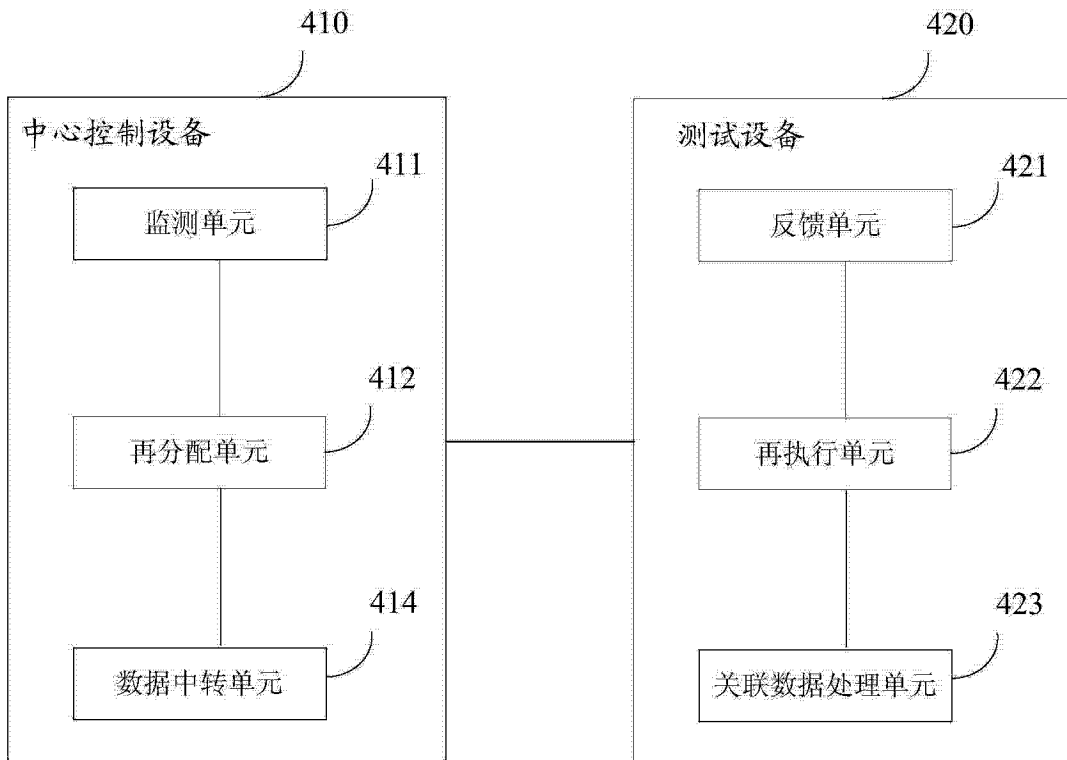 410
420
中心控制设备
测试设备
411
421
监测单元
反馈单元
412
422
再分配单元
再执行单元
414
423
数据中转单元
关联数据处理单元